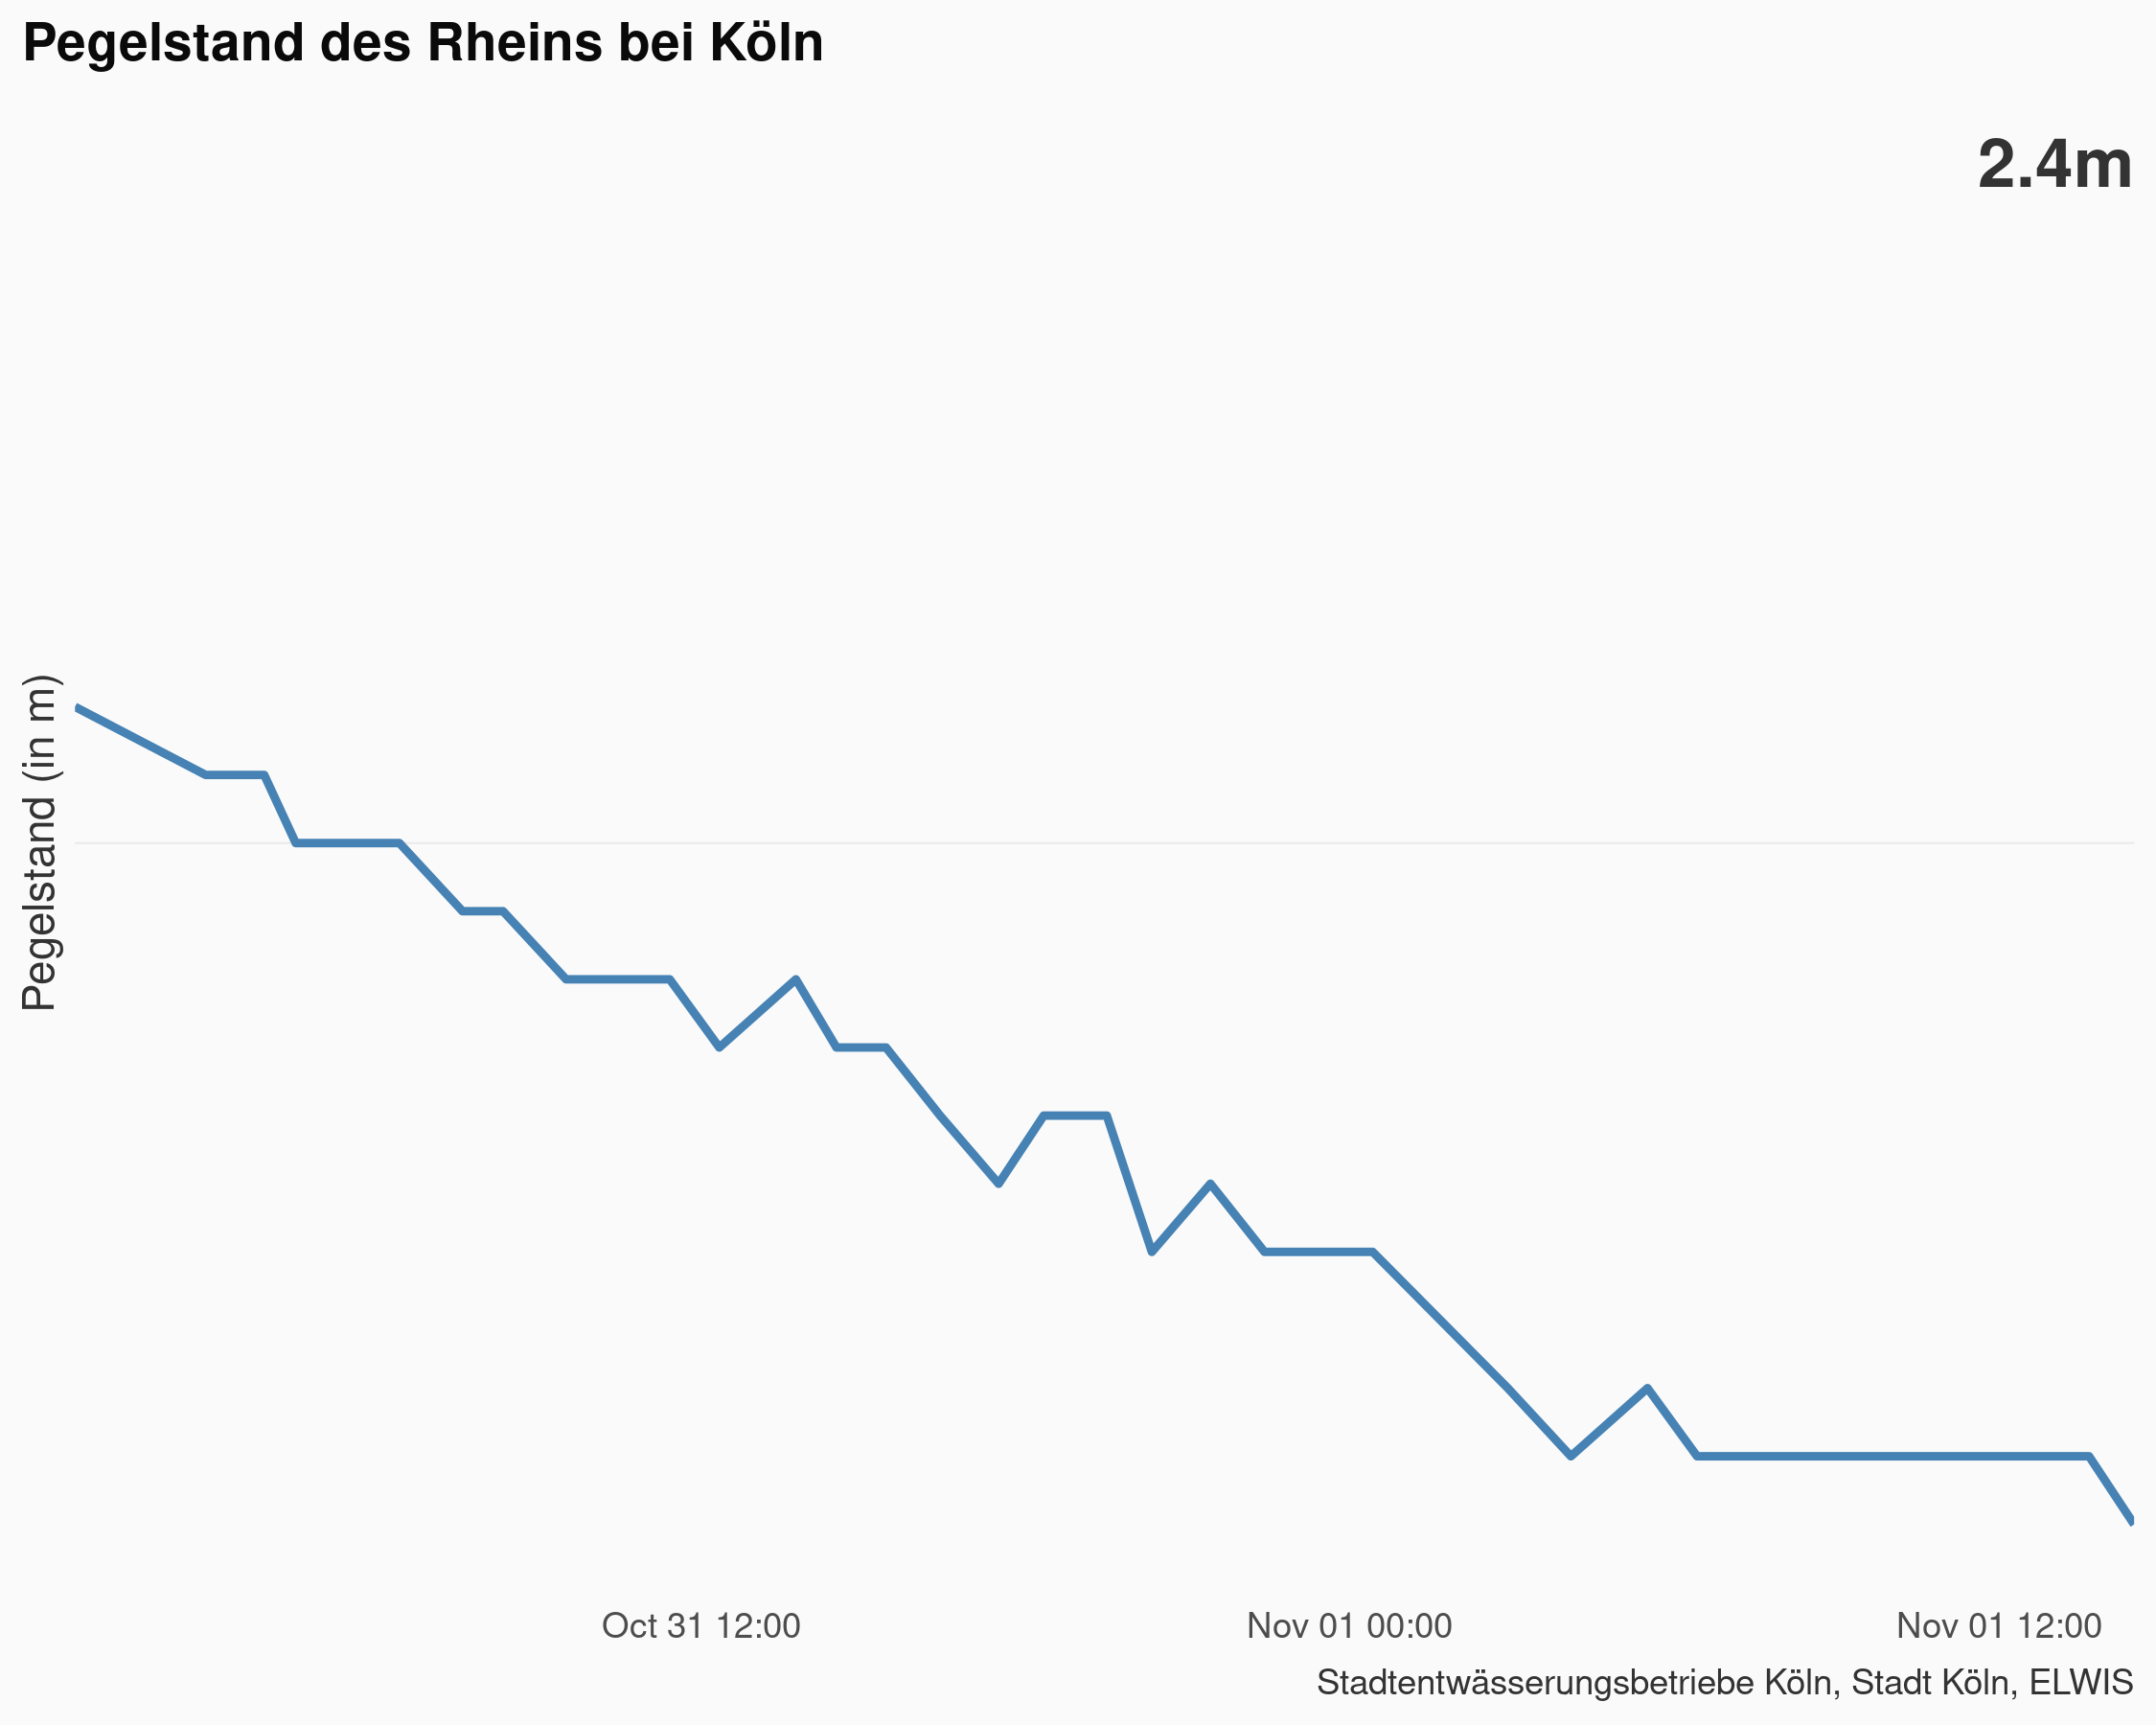 Pegelstand des Rheins bei Köln
2.4m
Pegelstand (in m)
Oct 31 12:00
Nov 01 00:00
Nov 01 12:00
Stadtentwässerungsbetriebe Köln, Stadt Köln, ELWIS